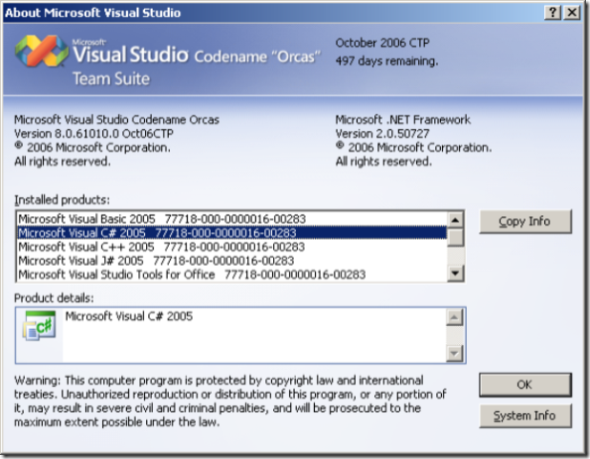 About Microsoft Visual Studio
Microsoft
Visual Studio Codename "Orcas"
Team Suite
October 2006 CTP
497 days remaining.
Microsoft Visual Studio Codename Orcas
Version 8.0.61010.0 Oct06CTP
© 2006 Microsoft Corporation.
All rights reserved.
Microsoft .NET Framework
Version 2.0.50727
© 2006 Microsoft Corporation.
All rights reserved.
Installed products:
Microsoft Visual Basic 2005 77718-000-0000016-00283
Microsoft Visual C# 2005 77718-000-0000016-00283
Microsoft Visual C++ 2005 77718-000-0000016-00283
Microsoft Visual J# 2005 77718-000-0000016-00283
Microsoft Visual Studio Tools for Office 77718-000-0000016-00283
Copy Info
Product details:
C#
Microsoft Visual C# 2005
Warning: This computer program is protected by copyright law and international
treaties. Unauthorized reproduction or distribution of this program, or any portion of
it, may result in severe civil and criminal penalties, and will be prosecuted to the
maximum extent possible under the law.
OK
System Info